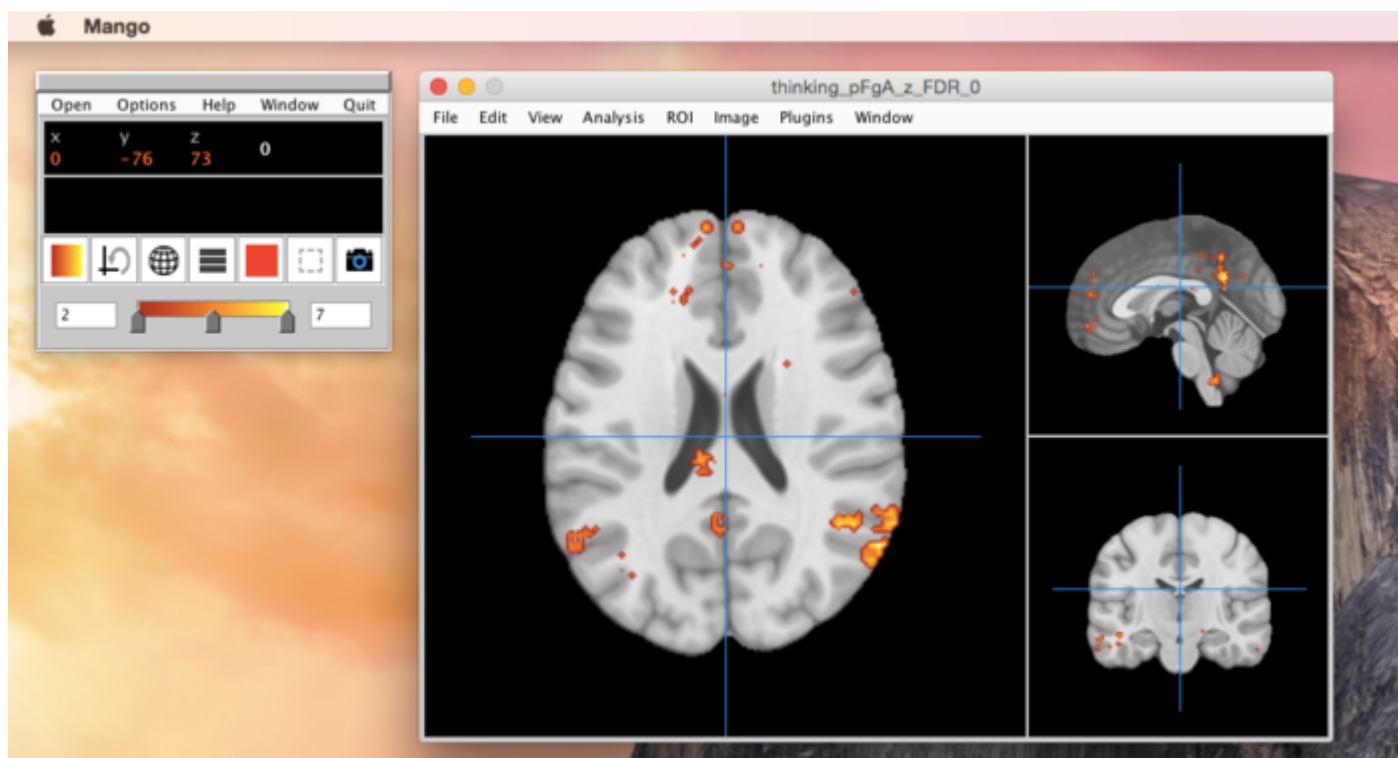 Mango
Open Options Help Window Quit
x y z
0 -76 73 0
2 7
thinking_pFgA_z_FDR_0
File Edit View Analysis ROI Image Plugins Window